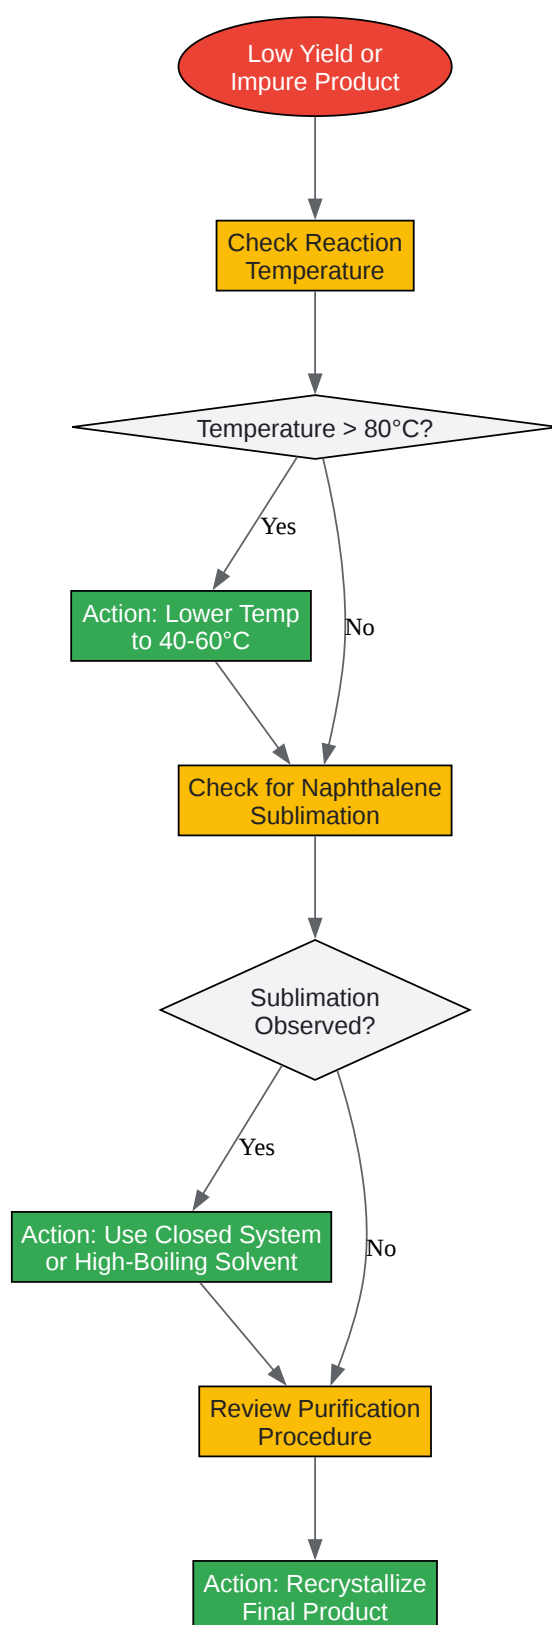 Low Yield or
Impure Product
Check Reaction
Temperature
Temperature > 80°C?
Yes
Action: Lower Temp
to 40-60°C
No
Check for Naphthalene
Sublimation
Sublimation
Observed?
Yes
Action: Use Closed System
or High-Boiling Solvent
No
Review Purification
Procedure
Action: Recrystallize
Final Product